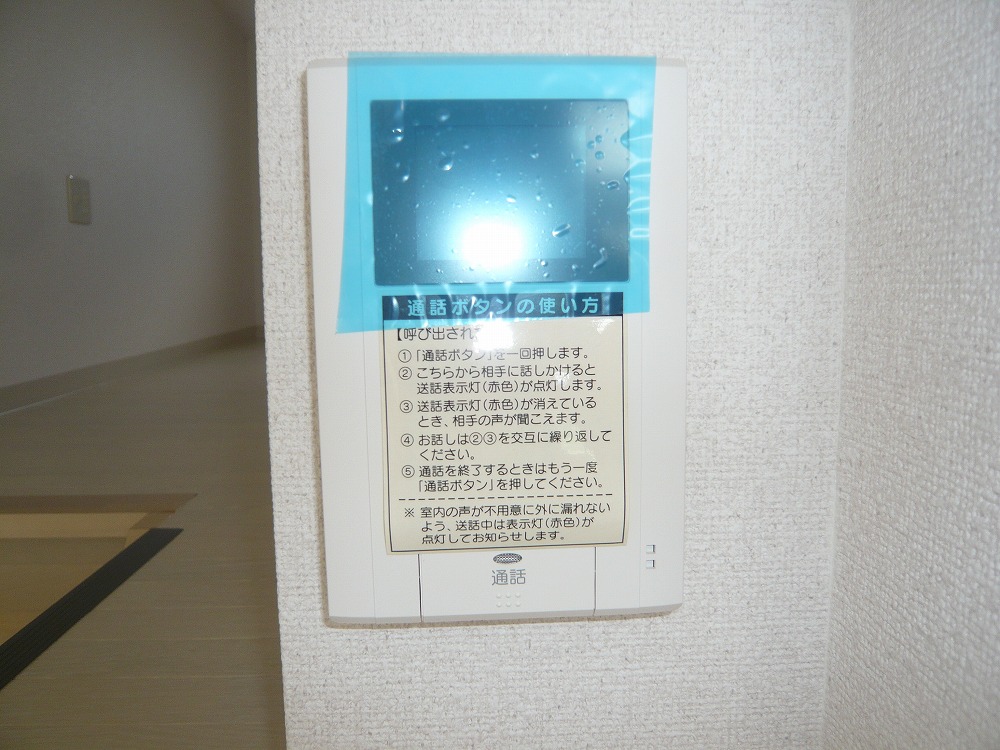 通話ボタンの使い方
【呼び出され
①「通話ボタン」を一回押します。
② こちらから相手に話しかけると
送話表示灯(赤色)が点灯します。
③ 送話表示灯(赤色)が消えている
とき、相手の声が聞こえます。
④ お話しは②③を交互に繰り返して
ください。
⑤ 通話を終了するときはもう一度
「通話ボタン」を押してください。
※ 室内の声が不用意に外に漏れない
よう、送話中は表示灯(赤色)が
点灯してお知らせします。
通話